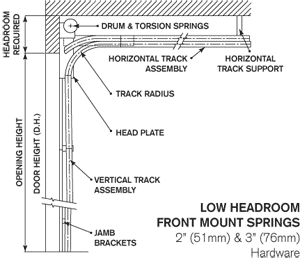 HEADROOM
REQUIRED
DRUM & TORSION SPRINGS
HORIZONTAL TRACK
ASSEMBLY
HORIZONTAL
TRACK SUPPORT
TRACK RADIUS
HEAD PLATE
OPENING HEIGHT
DOOR HEIGHT (D.H.)
VERTICAL TRACK
ASSEMBLY
JAMB
BRACKETS
LOW HEADROOM
FRONT MOUNT SPRINGS
2" (51mm) & 3" (76mm)
Hardware